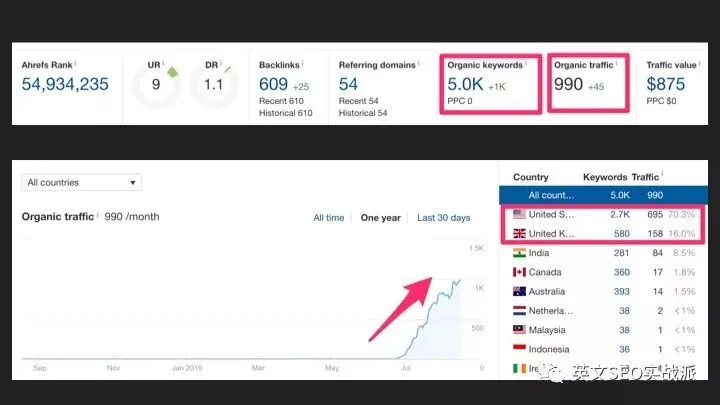 Ahrefs Rank i UR i DR i Backlinks i Referring domains i Organic keywords i Organic traffic i Traffic value i
54,934,235 9 1.1 609 +25 54 5.0K +1K 990 +45 $875
Recent 610 Recent 54 PPC 0 PPC $0
Historical 610 Historical 54
All countries
Organic traffic i 990 /month All time One year Last 30 days
1.5K
1K
500
0
Sep Nov Jan 2019 Mar May Jul
Country Keywords Traffic i
All count... 5.0K 990
United S... 2.7K 695 70.3%
United K... 580 158 16.0%
India 281 84 8.5%
Canada 360 17 1.8%
Australia 393 14 1.5%
Netherla... 38 2 <1%
Malaysia 38 1 <1%
Indonesia 36 1 <1%
英文SEO实战派